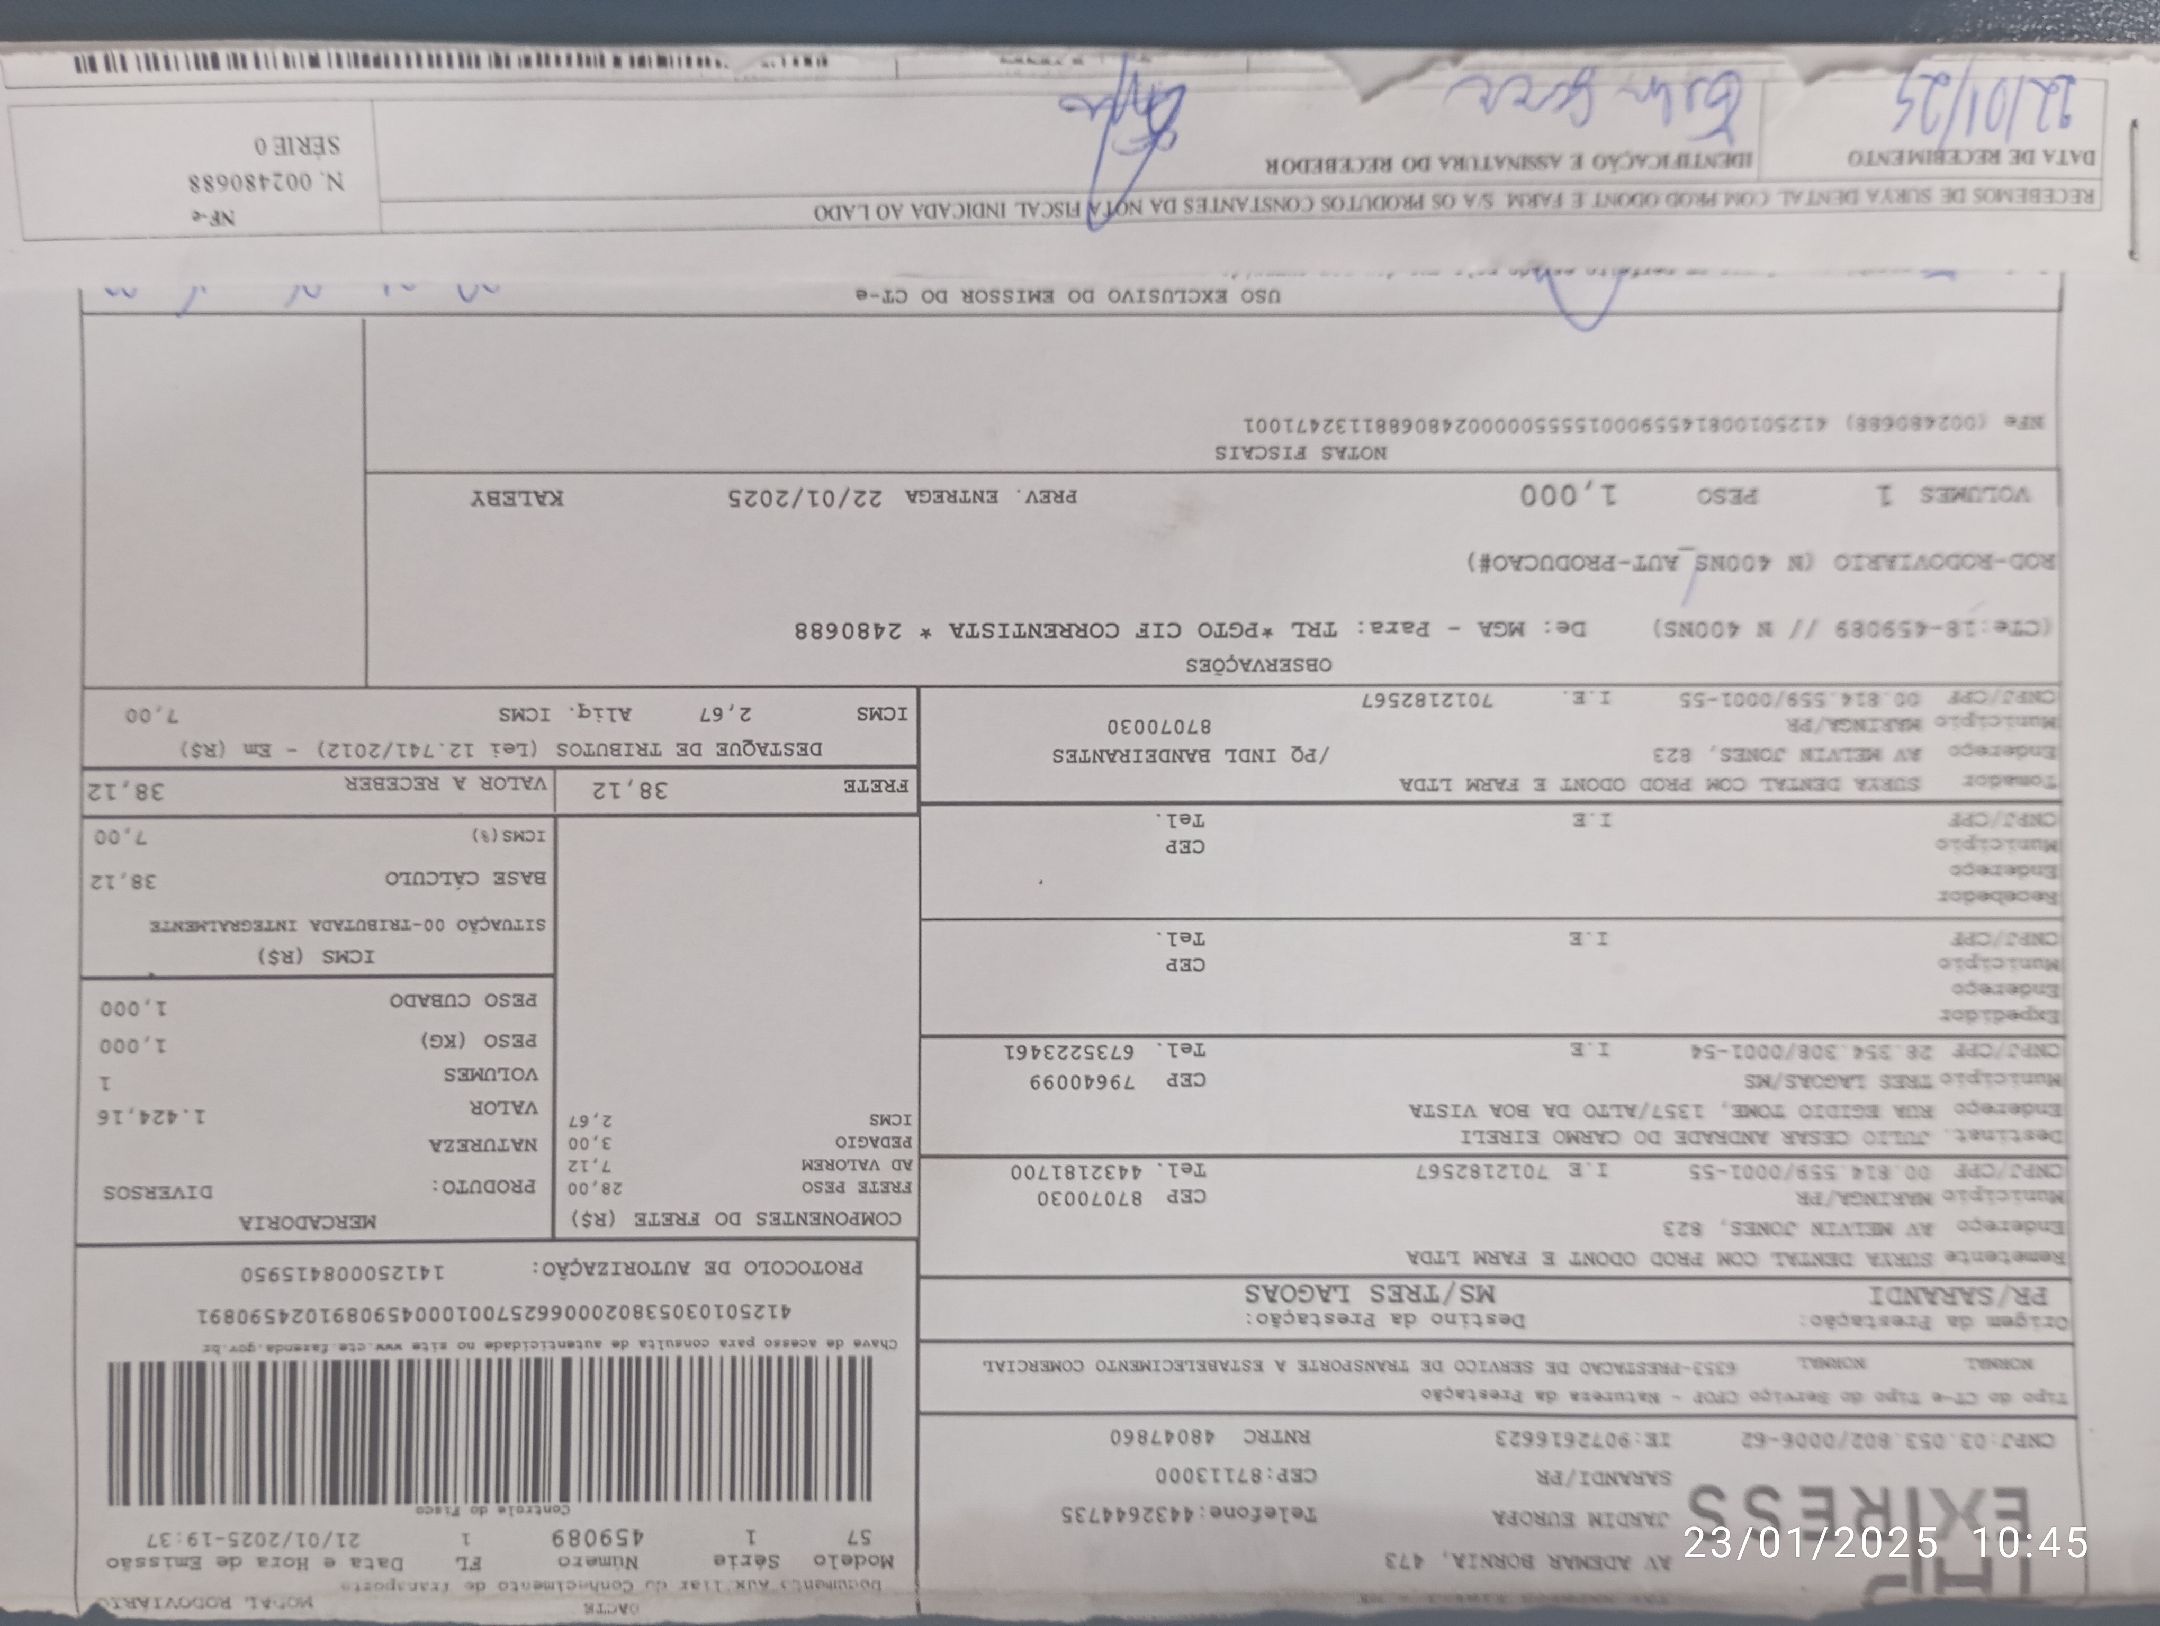 DACTE
MODAL RODOVIÁRIO
Documento Auxiliar do Conhecimento de Transporte
Modelo Série Número FL Data e Hora de Emissão
57 1 459089 1 21/01/2025-19:37
Controle do Fisco
EXPRESS
AV ADEMAR BORNIA, 473
JARDIM EUROPA Telefone:4432644735
SARANDI/PR CEP:87113000
CNPJ:03.053.802/0006-62 IE:9072616623 RNTRC 48047860
Chave de acesso para consulta de autenticidade no site www.cte.fazenda.gov.br
41250103053802000662570010004590891024590891
PROTOCOLO DE AUTORIZAÇÃO: 141250008415950
Tipo do CT-e Tipo do Serviço CFOP - Natureza da Prestação
NORMAL NORMAL 6353-PRESTACAO DE SERVICO DE TRANSPORTE A ESTABELECIMENTO COMERCIAL
Origem da Prestação: Destino da Prestação:
PR/SARANDI MS/TRES LAGOAS
Remetente SURYA DENTAL COM PROD ODONT E FARM LTDA
Endereço AV MELVIN JONES, 823
Município MARINGA/PR CEP 87070030
CNPJ/CPF 00.814.559/0001-55 I.E 7012182567 Tel. 4432181700
Destinat. JULIO CESAR ANDRADE DO CARMO EIRELI
Endereço RUA EGIDIO TOME, 1357/ALTO DA BOA VISTA
Município TRES LAGOAS/MS CEP 79640099
CNPJ/CPF 28.354.308/0001-54 I.E Tel. 6735223461
Expedidor
Endereço
Município CEP
CNPJ/CPF I.E Tel.
Recebedor
Endereço
Município CEP
CNPJ/CPF I.E Tel.
Tomador SURYA DENTAL COM PROD ODONT E FARM LTDA
Endereço AV MELVIN JONES, 823 /PQ INDL BANDEIRANTES
Município MARINGA/PR 87070030
CNPJ/CPF 00.814.559/0001-55 I.E. 7012182567
COMPONENTES DO FRETE (R$)
FRETE PESO 28,00
AD VALOREM 7,12
PEDAGIO 3,00
ICMS 2,67
MERCADORIA
PRODUTO: DIVERSOS
NATUREZA
VALOR 1.424,16
VOLUMES 1
PESO (KG) 1,000
PESO CUBADO 1,000
ICMS (R$)
SITUAÇÃO 00-TRIBUTADA INTEGRALMENTE
BASE CÁLCULO 38,12
ICMS(%) 7,00
FRETE 38,12 VALOR A RECEBER 38,12
DESTAQUE DE TRIBUTOS (Lei 12.741/2012) - Em (R$)
ICMS 2,67 Aliq. ICMS 7,00
OBSERVAÇÕES
(CTe:18-459089 // N 400NS) De: MGA - Para: TRL *PGTO CIF CORRENTISTA * 2480688
ROD-RODOVIARIO (N 400NS_AUT-PRODUCAO#)
VOLUMES 1 PESO 1,000 PREV. ENTREGA 22/01/2025 KALEBY
NOTAS FISCAIS
NFe (002480688) 41250100814559000155550000024806881132471001
USO EXCLUSIVO DO EMISSOR DO CT-e
RECEBEMOS DE SURYA DENTAL COM PROD ODONT E FARM S/A OS PRODUTOS CONSTANTES DA NOTA FISCAL INDICADA AO LADO
NF-e
N. 002480688
SÉRIE 0
DATA DE RECEBIMENTO IDENTIFICAÇÃO E ASSINATURA DO RECEBEDOR
22/01/25
23/01/2025 10:45